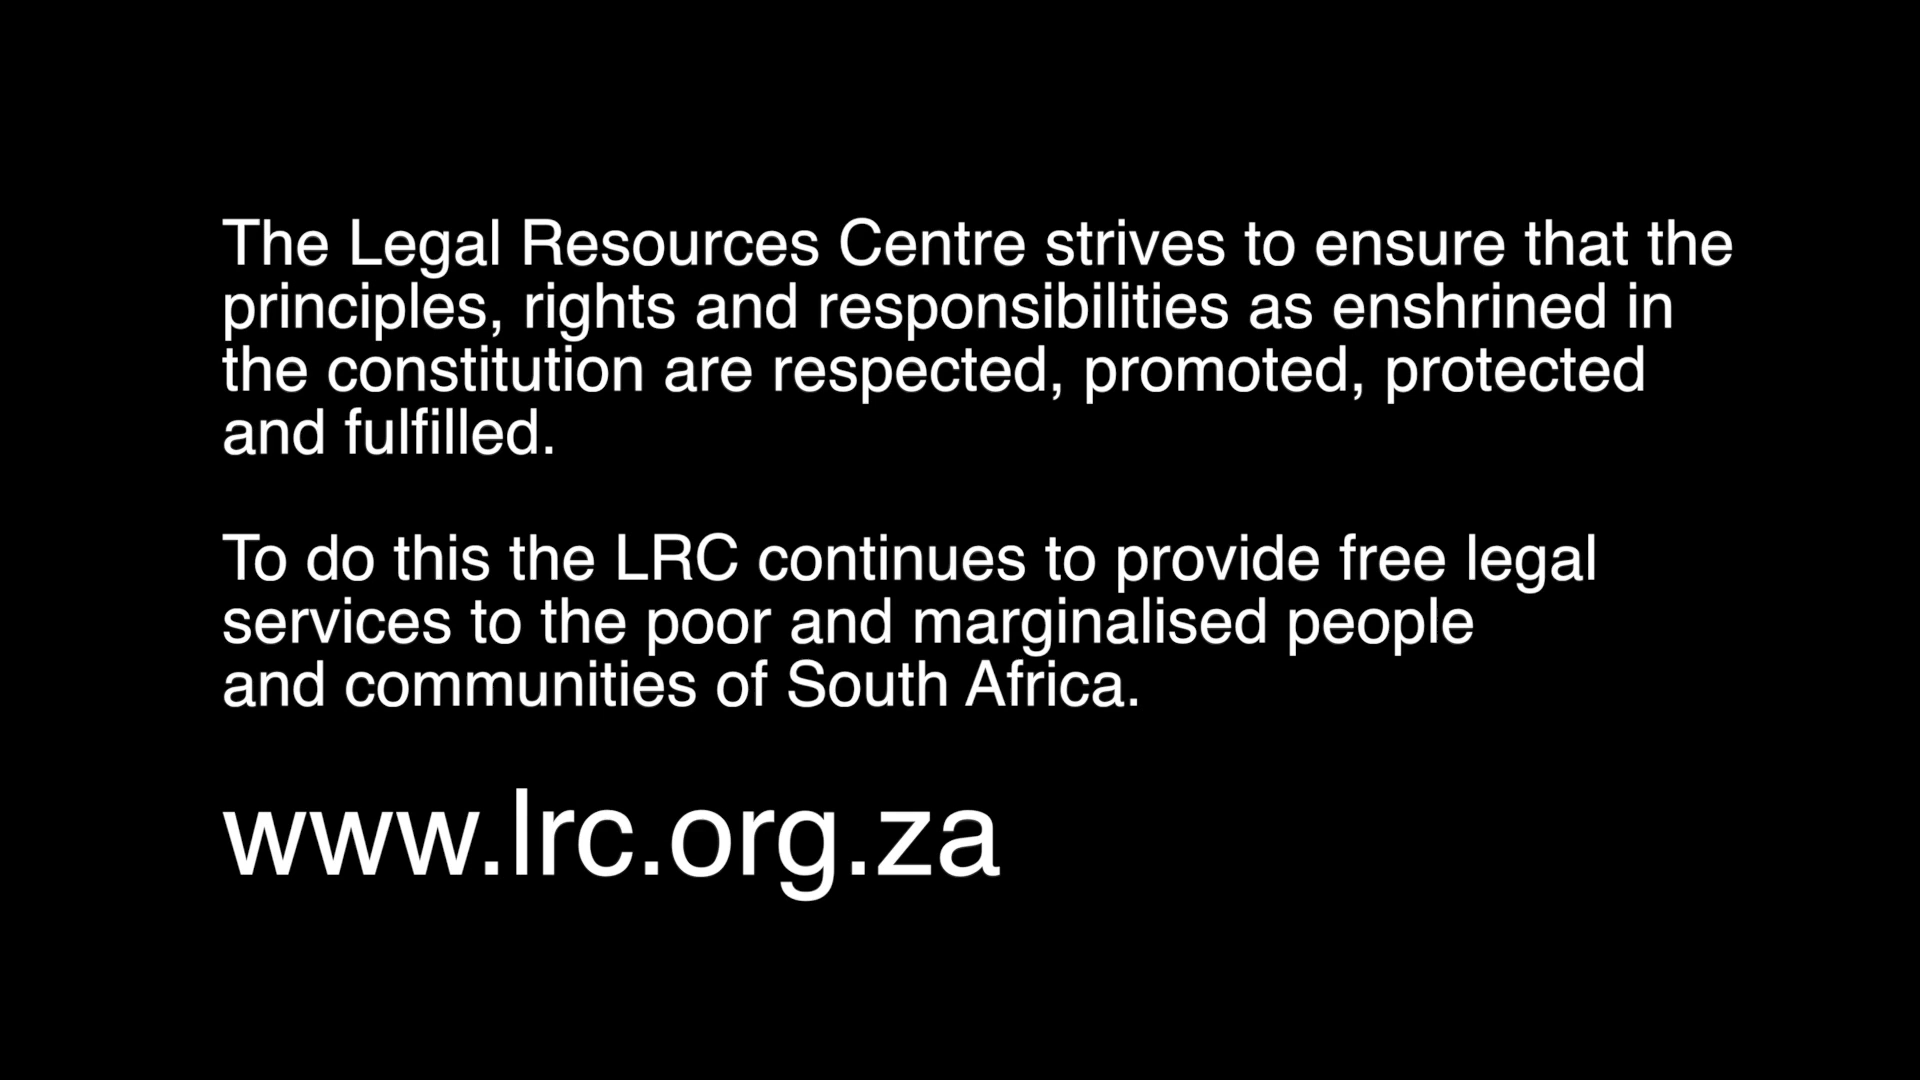 The Legal Resources Centre strives to ensure that the
principles, rights and responsibilities as enshrined in
the constitution are respected, promoted, protected
and fulfilled.
To do this the LRC continues to provide free legal
services to the poor and marginalised people
and communities of South Africa.
www.lrc.org.za